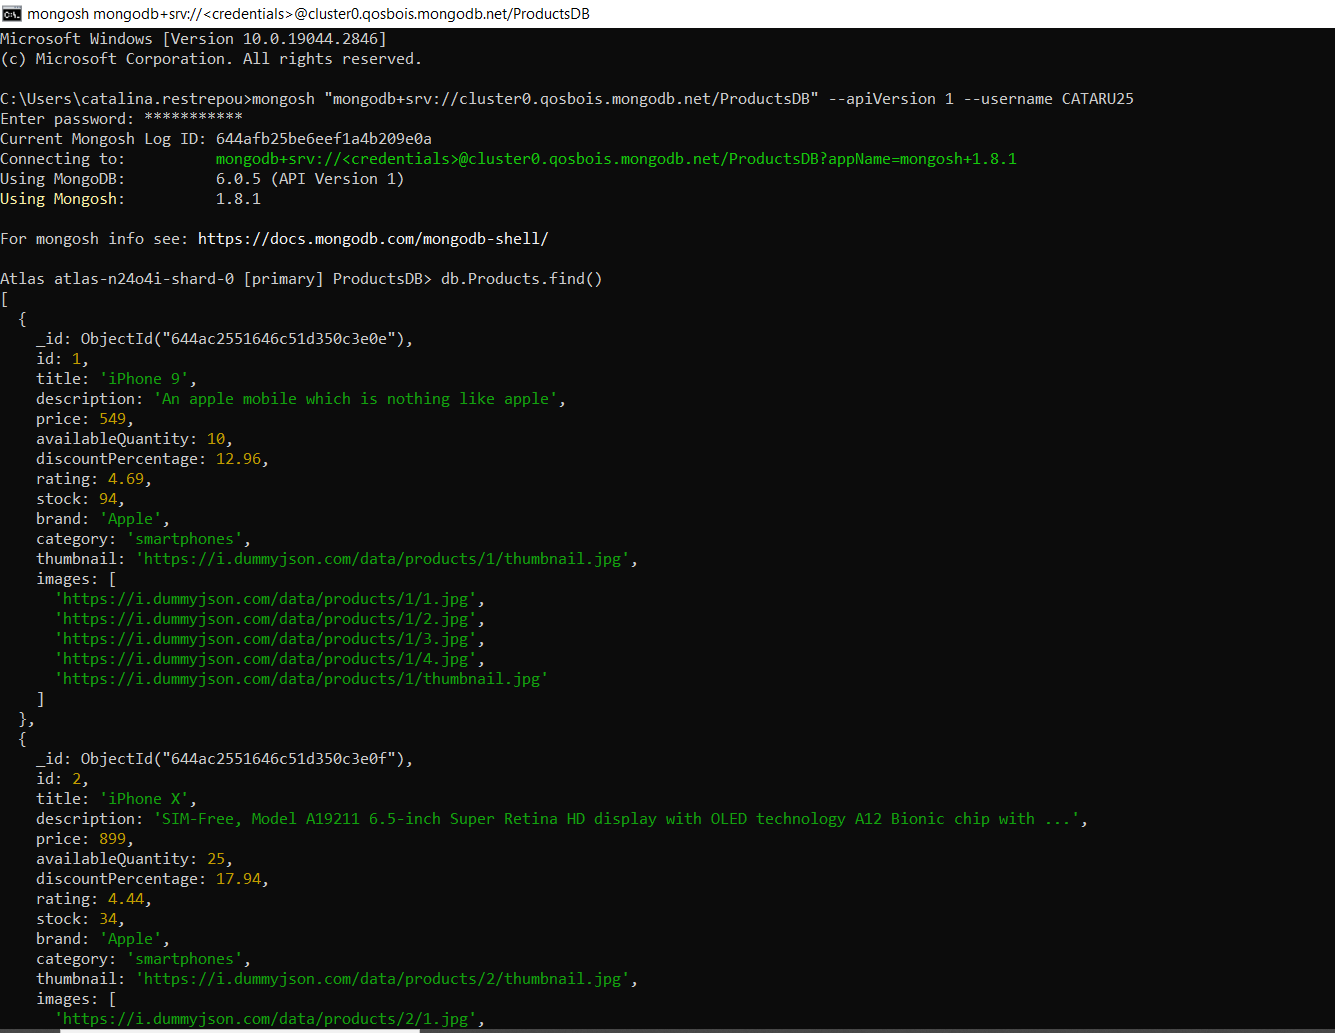 mongosh mongodb+srv://<credentials>@cluster0.qosbois.mongodb.net/ProductsDB
Microsoft Windows [Version 10.0.19044.2846]
(c) Microsoft Corporation. All rights reserved.
C:\Users\catalina.restrepou>mongosh "mongodb+srv://cluster0.qosbois.mongodb.net/ProductsDB" --apiVersion 1 --username CATARU25
Enter password: ***********
Current Mongosh Log ID: 644afb25be6eef1a4b209e0a
Connecting to: mongodb+srv://<credentials>@cluster0.qosbois.mongodb.net/ProductsDB?appName=mongosh+1.8.1
Using MongoDB: 6.0.5 (API Version 1)
Using Mongosh: 1.8.1
For mongosh info see: https://docs.mongodb.com/mongodb-shell/
Atlas atlas-n24o4i-shard-0 [primary] ProductsDB> db.Products.find()
[
  {
    _id: ObjectId("644ac2551646c51d350c3e0e"),
    id: 1,
    title: 'iPhone 9',
    description: 'An apple mobile which is nothing like apple',
    price: 549,
    availableQuantity: 10,
    discountPercentage: 12.96,
    rating: 4.69,
    stock: 94,
    brand: 'Apple',
    category: 'smartphones',
    thumbnail: 'https://i.dummyjson.com/data/products/1/thumbnail.jpg',
    images: [
      'https://i.dummyjson.com/data/products/1/1.jpg',
      'https://i.dummyjson.com/data/products/1/2.jpg',
      'https://i.dummyjson.com/data/products/1/3.jpg',
      'https://i.dummyjson.com/data/products/1/4.jpg',
      'https://i.dummyjson.com/data/products/1/thumbnail.jpg'
    ]
  },
  {
    _id: ObjectId("644ac2551646c51d350c3e0f"),
    id: 2,
    title: 'iPhone X',
    description: 'SIM-Free, Model A19211 6.5-inch Super Retina HD display with OLED technology A12 Bionic chip with ...',
    price: 899,
    availableQuantity: 25,
    discountPercentage: 17.94,
    rating: 4.44,
    stock: 34,
    brand: 'Apple',
    category: 'smartphones',
    thumbnail: 'https://i.dummyjson.com/data/products/2/thumbnail.jpg',
    images: [
      'https://i.dummyjson.com/data/products/2/1.jpg',